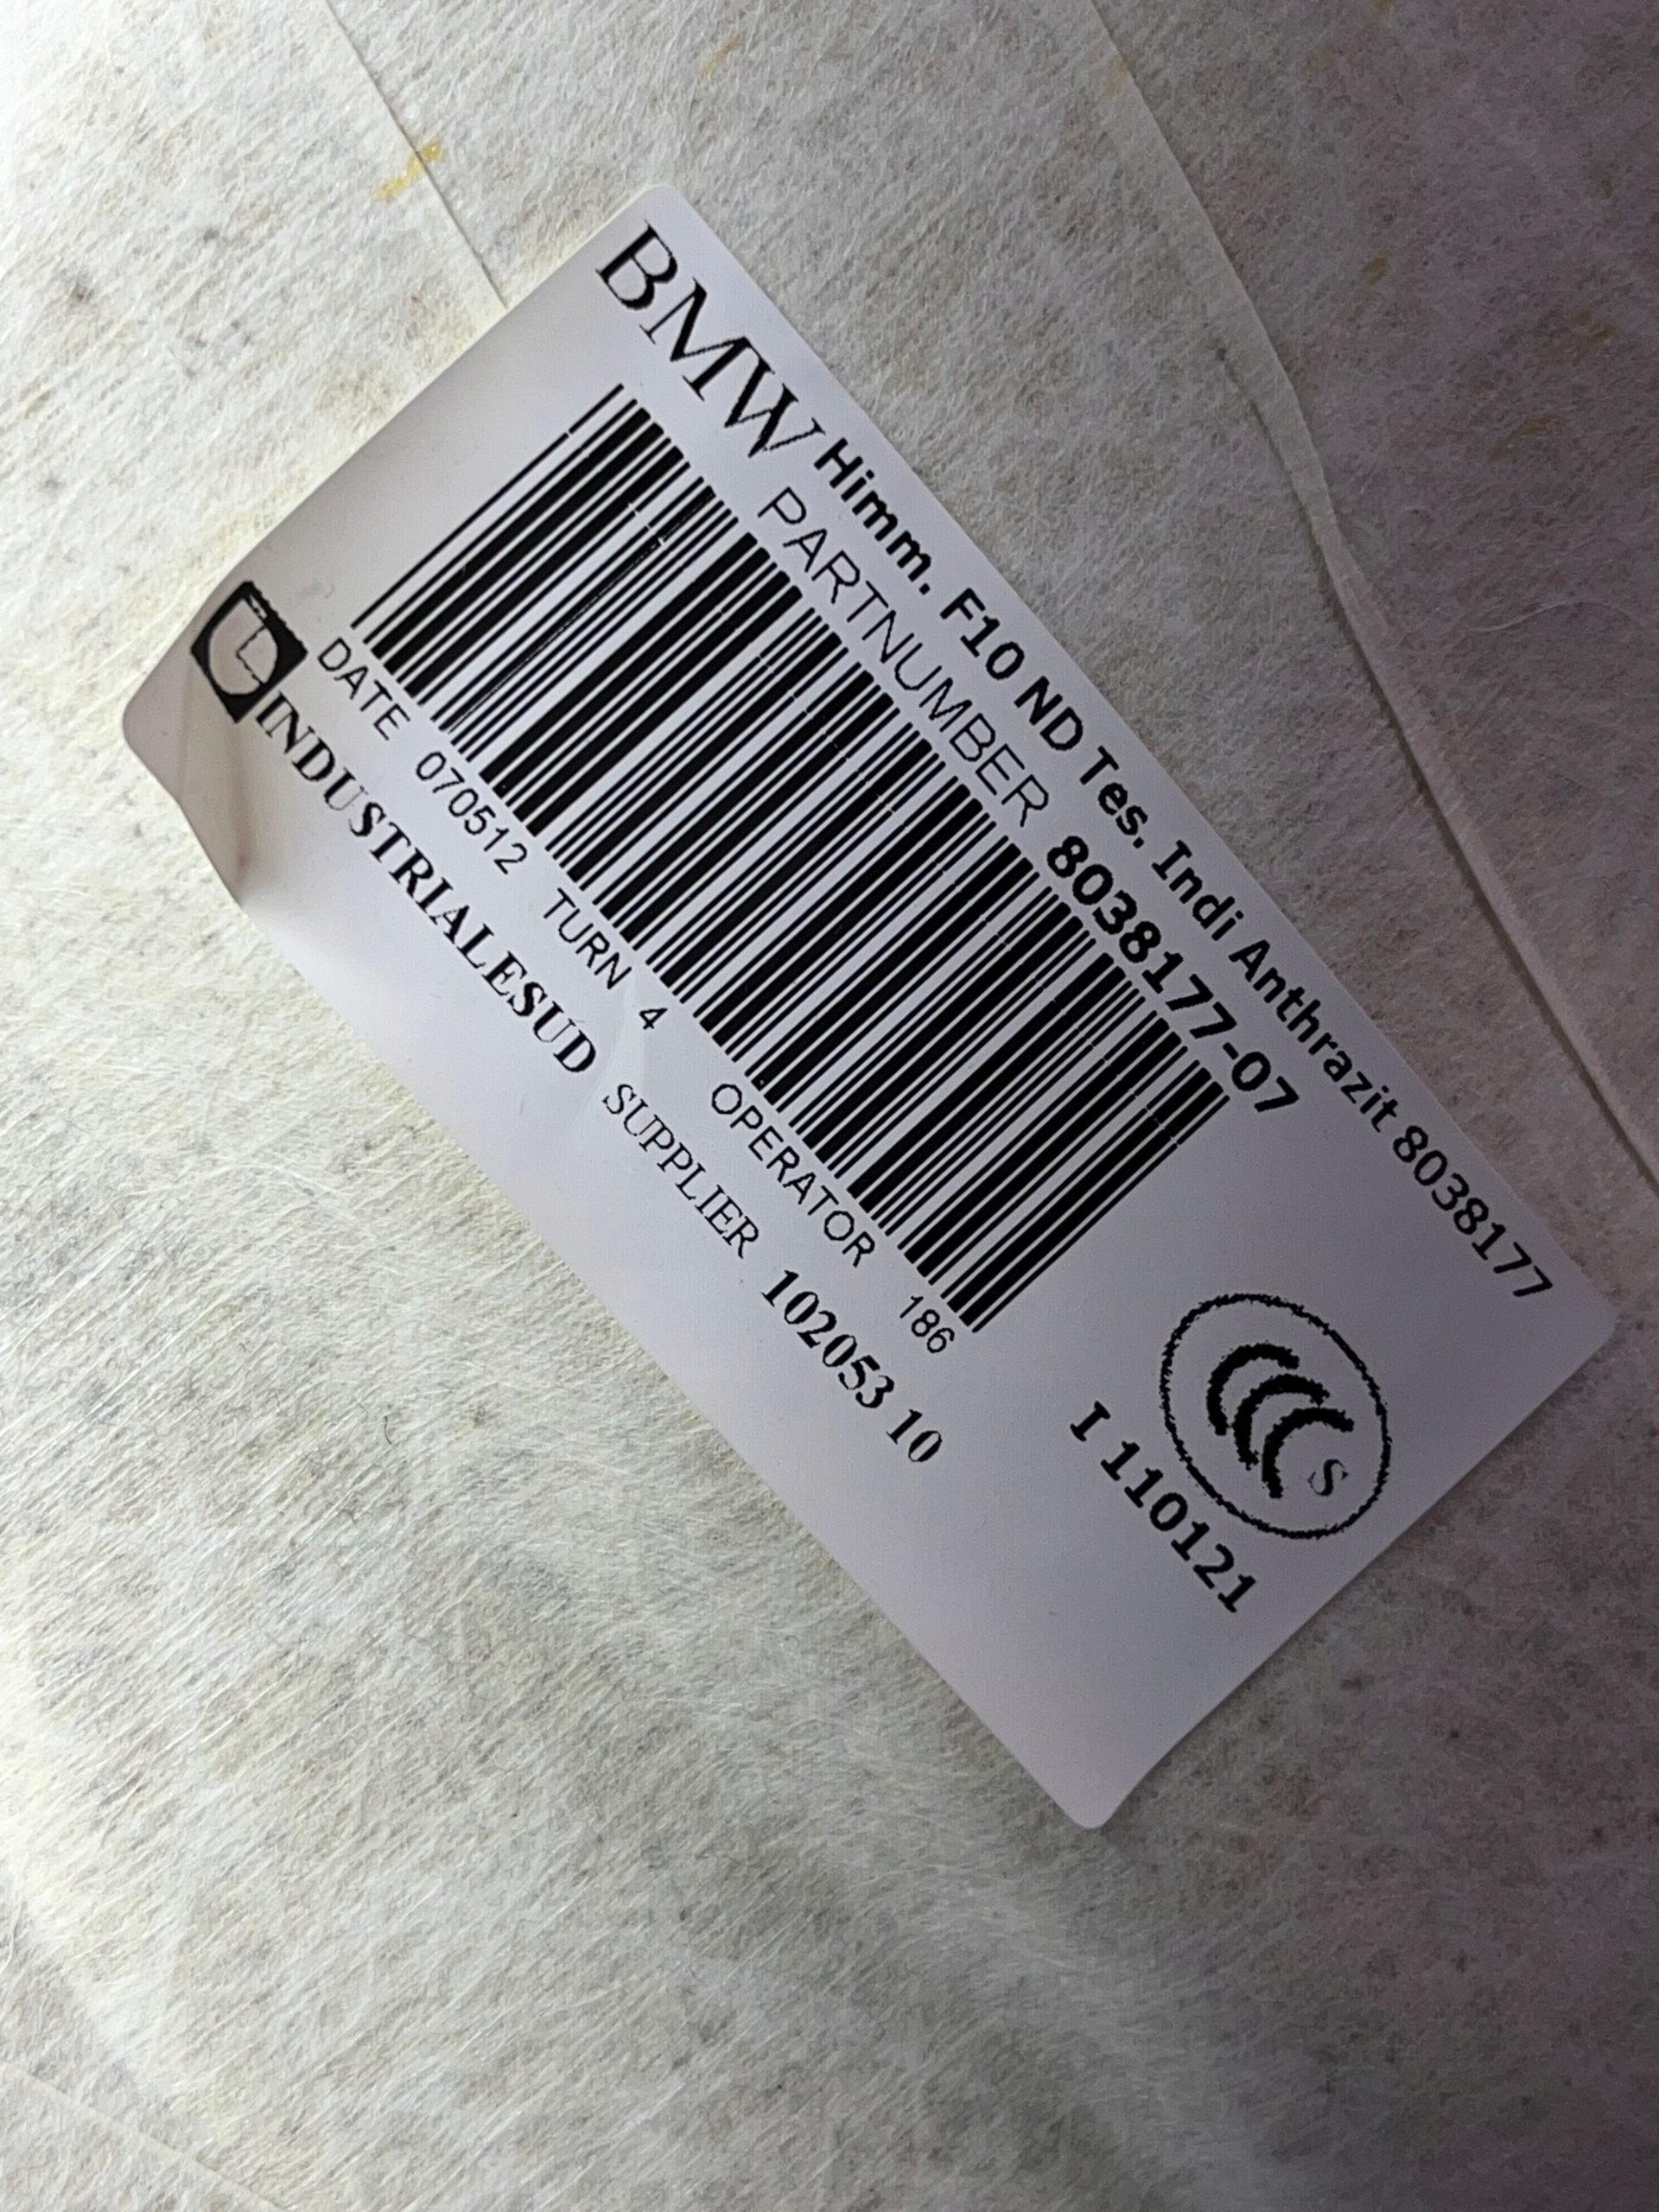 BMW Himm. F10 ND Tes. Indi Anthrazit 8038177
PARTNUMBER 8038177-07
DATE 070512 TURN 4 OPERATOR 186
INDUSTRIALESUD SUPPLIER 102053 10
CCC S
I 110121